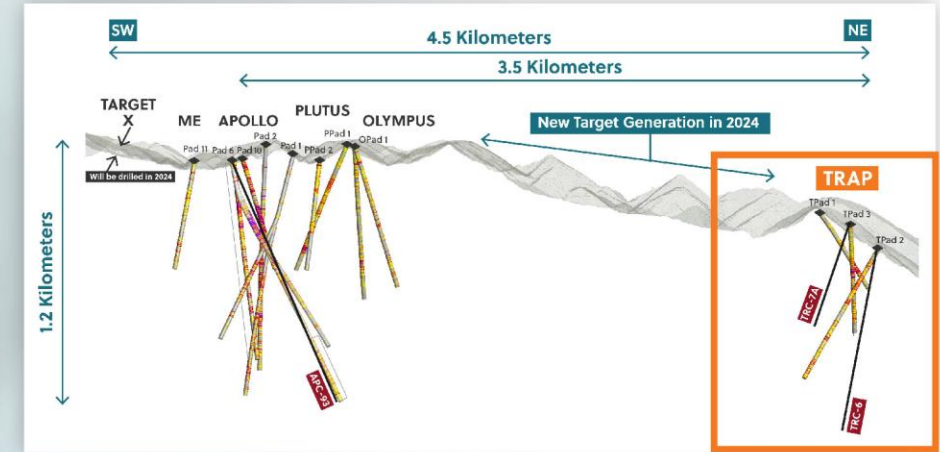 SW
NE
4.5 Kilometers
3.5 Kilometers
TARGET
X
ME
APOLLO
PLUTUS
OLYMPUS
New Target Generation in 2024
Pad 11
Pad 6
Pad 10
Pad 2
Pad 1
PPad 2
PPad 1
OPad 1
Will be drilled in 2024
TRAP
TPad 1
TPad 3
TPad 2
1.2 Kilometers
TRC-7A
APC-93
TRC-6